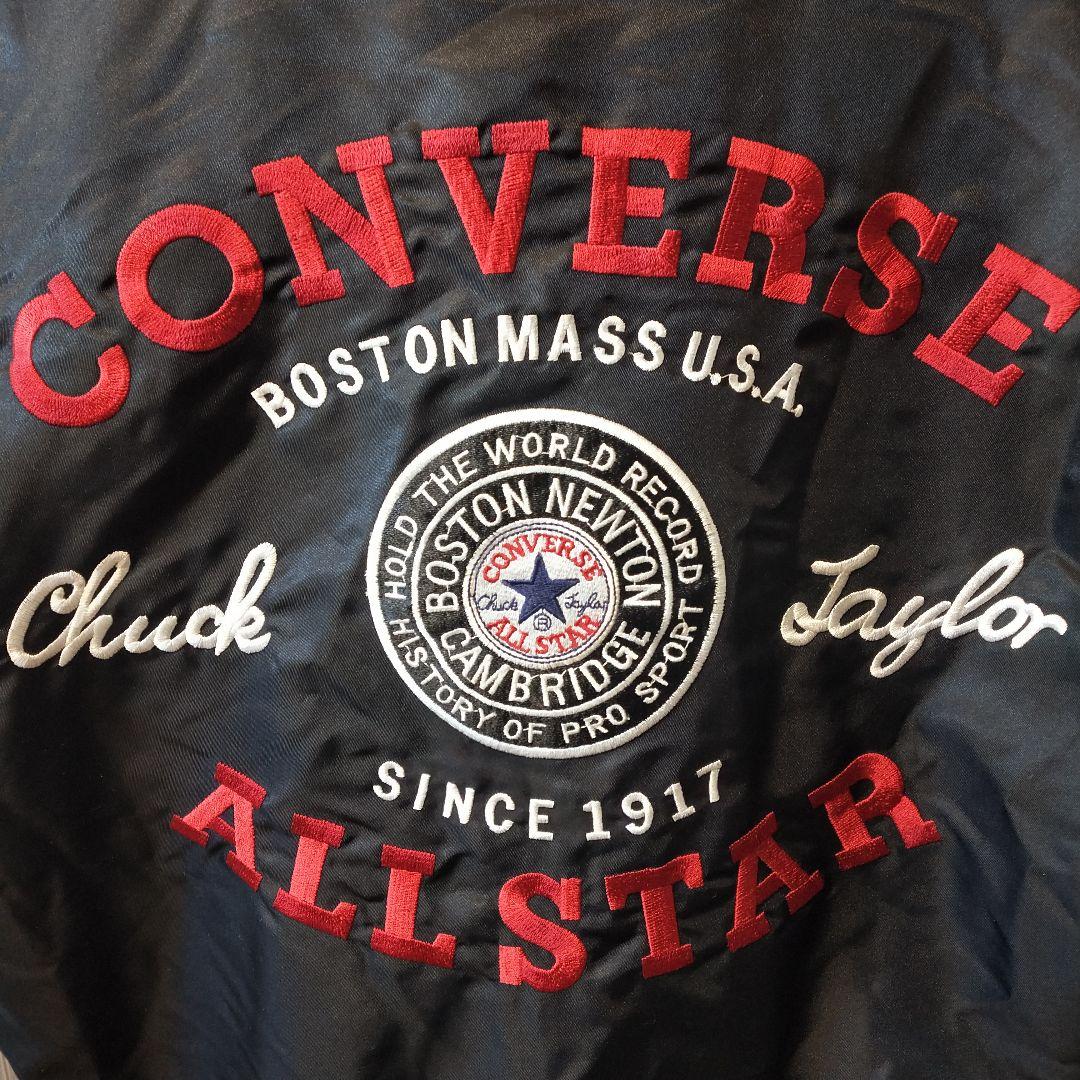 CONVERSE
BOSTON MASS U.S.A.
HOLD THE WORLD RECORD
BOSTON NEWTON
CONVERSE
Chuck Taylor
®
ALL STAR
CAMBRIDGE
HISTORY OF PRO SPORT
Chuck Taylor
SINCE 1917
ALL STAR